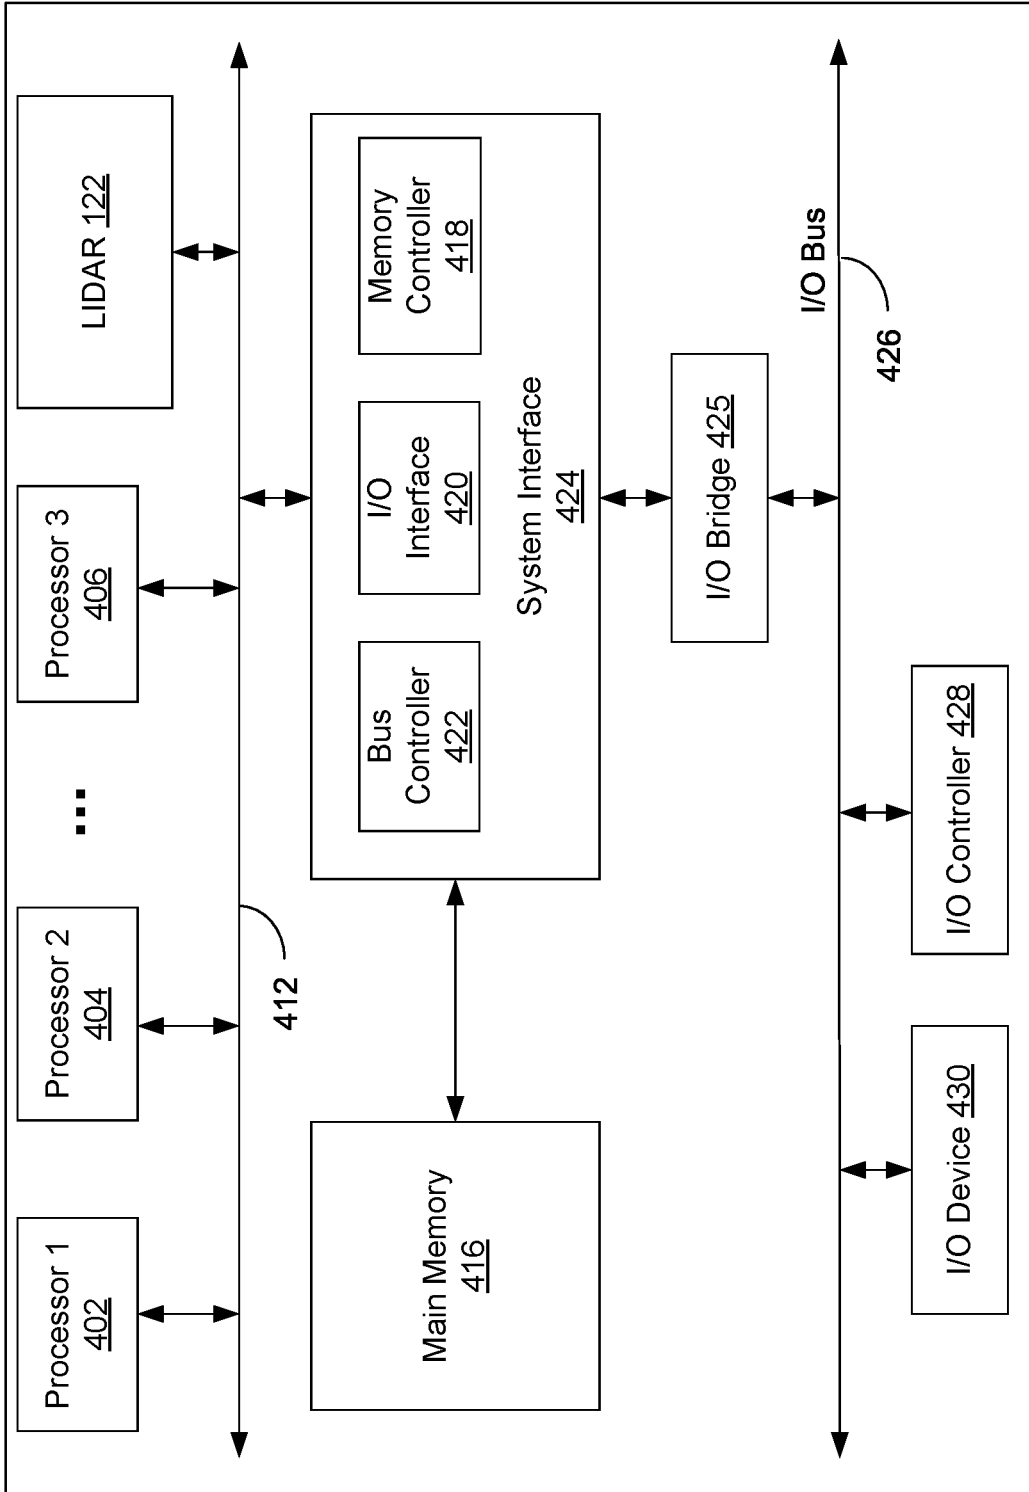 Processor 1
402
Processor 2
404
...
Processor 3
406
LIDAR 122
412
Main Memory
416
Bus
Controller
422
I/O
Interface
420
Memory
Controller
418
System Interface
424
I/O Bridge 425
I/O Bus
426
I/O Device 430
I/O Controller 428